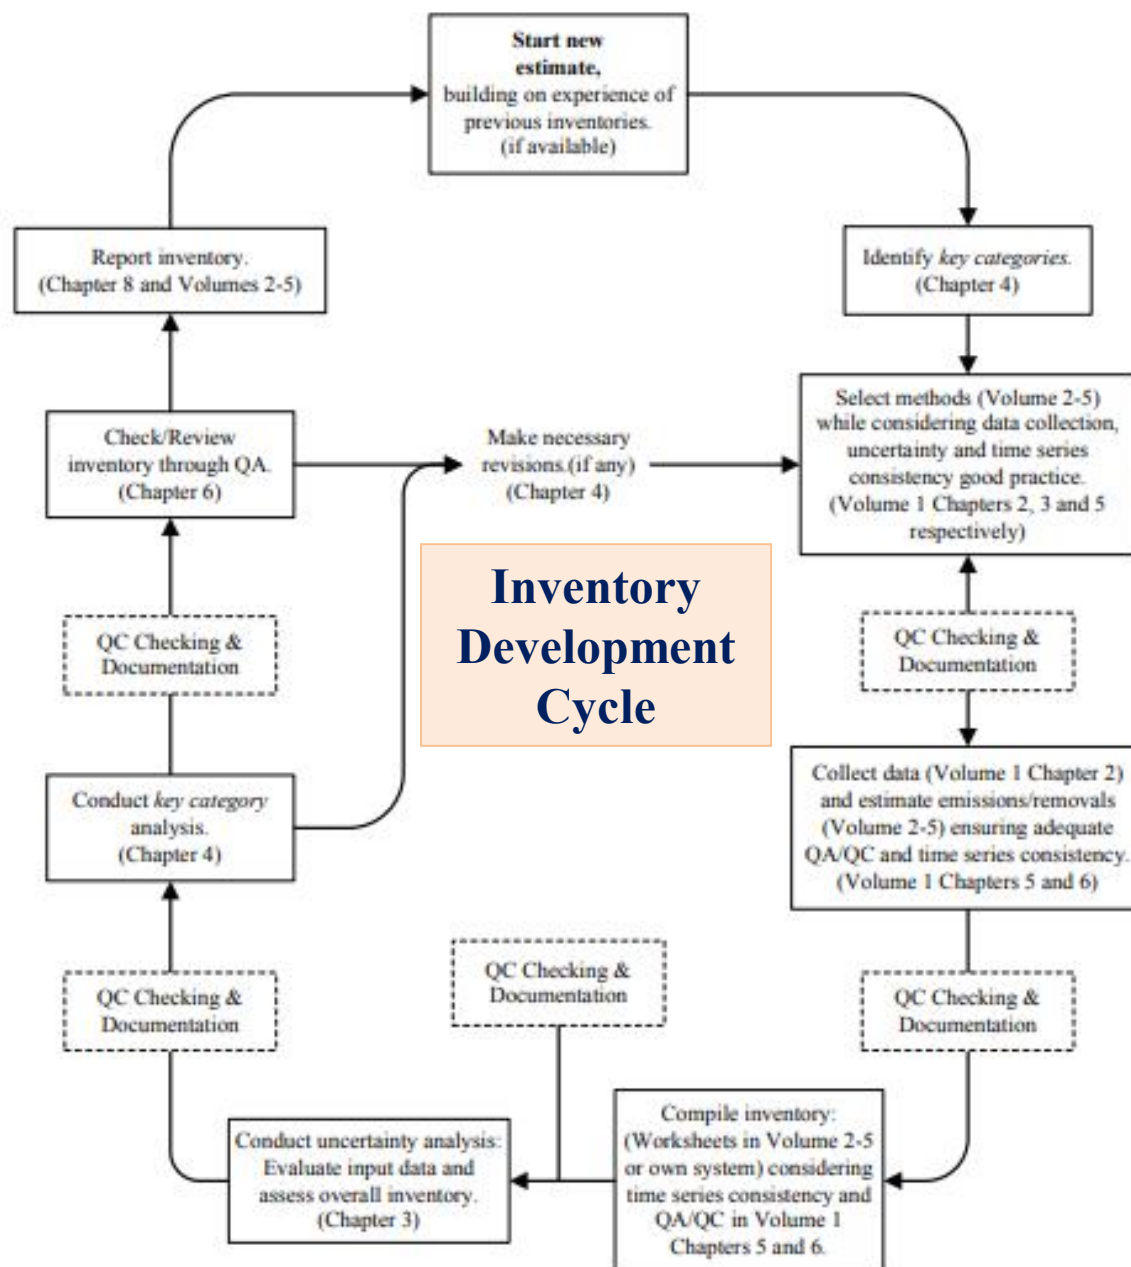 Start new
estimate,
building on experience of
previous inventories.
(if available)
Report inventory.
(Chapter 8 and Volumes 2-5)
Identify key categories.
(Chapter 4)
Check/Review
inventory through QA.
(Chapter 6)
Make necessary
revisions.(if any)
(Chapter 4)
Select methods (Volume 2-5)
while considering data collection,
uncertainty and time series
consistency good practice.
(Volume 1 Chapters 2, 3 and 5
respectively)
Inventory
Development
Cycle
QC Checking &
Documentation
QC Checking &
Documentation
Conduct key category
analysis.
(Chapter 4)
Collect data (Volume 1 Chapter 2)
and estimate emissions/removals
(Volume 2-5) ensuring adequate
QA/QC and time series consistency.
(Volume 1 Chapters 5 and 6)
QC Checking &
Documentation
QC Checking &
Documentation
QC Checking &
Documentation
Conduct uncertainty analysis:
Evaluate input data and
assess overall inventory.
(Chapter 3)
Compile inventory:
(Worksheets in Volume 2-5
or own system) considering
time series consistency and
QA/QC in Volume 1
Chapters 5 and 6.